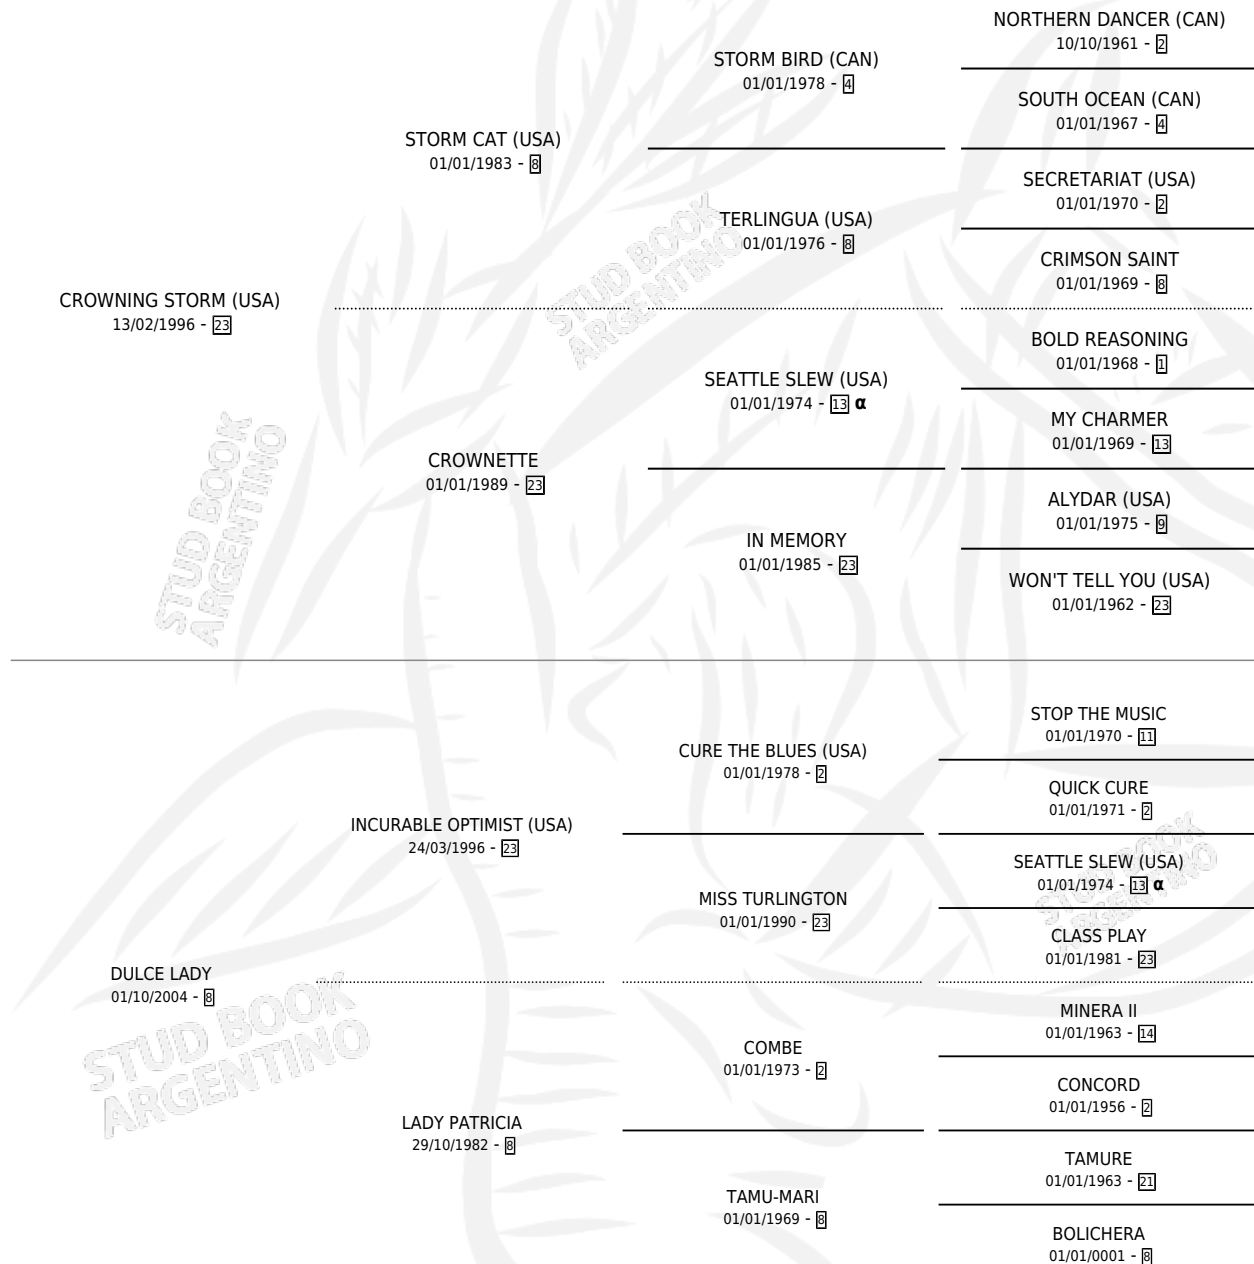 NORTHERN DANCER (CAN)
10/10/1961 - 2
STORM BIRD (CAN)
01/01/1978 - 4
SOUTH OCEAN (CAN)
01/01/1967 - 4
STORM CAT (USA)
01/01/1983 - 8
SECRETARIAT (USA)
01/01/1970 - 2
TERLINGUA (USA)
01/01/1976 - 8
CRIMSON SAINT
01/01/1969 - 8
CROWNING STORM (USA)
13/02/1996 - 23
BOLD REASONING
01/01/1968 - 1
SEATTLE SLEW (USA)
01/01/1974 - 13 α
MY CHARMER
01/01/1969 - 13
CROWNETTE
01/01/1989 - 23
ALYDAR (USA)
01/01/1975 - 9
IN MEMORY
01/01/1985 - 23
WON'T TELL YOU (USA)
01/01/1962 - 23
STOP THE MUSIC
01/01/1970 - 11
CURE THE BLUES (USA)
01/01/1978 - 2
QUICK CURE
01/01/1971 - 2
INCURABLE OPTIMIST (USA)
24/03/1996 - 23
SEATTLE SLEW (USA)
01/01/1974 - 13 α
MISS TURLINGTON
01/01/1990 - 23
CLASS PLAY
01/01/1981 - 23
DULCE LADY
01/10/2004 - 8
MINERA II
01/01/1963 - 14
COMBE
01/01/1973 - 2
CONCORD
01/01/1956 - 2
LADY PATRICIA
29/10/1982 - 8
TAMURE
01/01/1963 - 21
TAMU-MARI
01/01/1969 - 8
BOLICHERA
01/01/0001 - 8
STUD BOOK
ARGENTINO
STUD BOOK
ARGENTINO
STUD BOOK
ARGENTINO
STUD BOOK
ARGENTINO